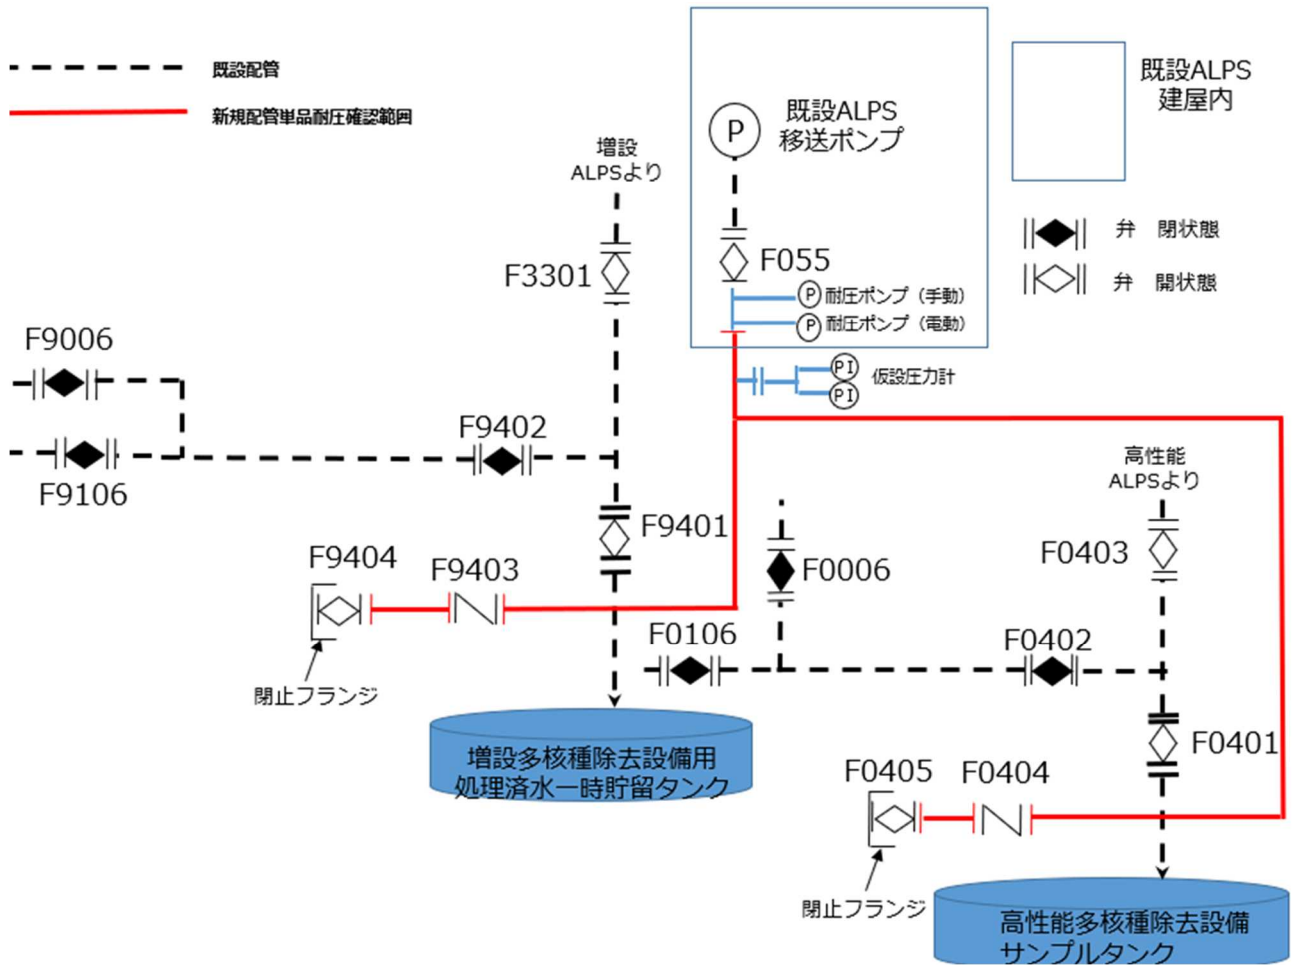 既設配管
新規配管単品耐圧確認範囲
増設
ALPSより
P
既設ALPS
移送ポンプ
既設ALPS
建屋内
弁 閉状態
弁 開状態
F055
F3301
P 耐圧ポンプ（手動）
P 耐圧ポンプ（電動）
PI
PI
仮設圧力計
F9006
F9106
F9402
F9401
F9404
F9403
閉止フランジ
増設多核種除去設備用
処理済水一時貯留タンク
高性能
ALPSより
F0403
F0006
F0106
F0402
F0401
F0405
F0404
閉止フランジ
高性能多核種除去設備
サンプルタンク